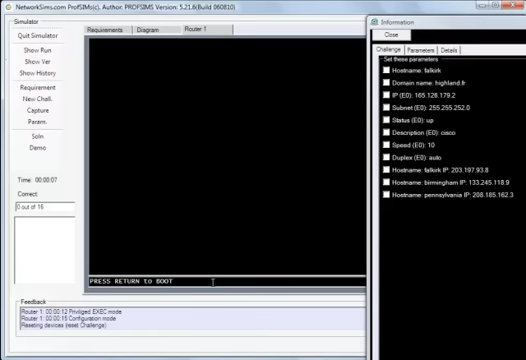 NetworkSims.com ProfSIMs(c). Author: PROFSIMS Version: 5.21.6 (Build 060810)
Simulator
Quit Simulator
Show Run
Show Ver
Show History
Requirement
New Chall.
Capture
Param.
Soln
Demo
Time: 00:00:07
Correct:
0 out of 16
Requirements
Diagram
Router 1
PRESS RETURN to BOOT
Feedback
Router 1: 00:00:12 Priviliged EXEC mode
Router 1: 00:00:15 Configuration mode
Reseting devices (reset Challenge)
Information
Close
Challenge
Parameters
Details
Set these parameters
Hostname: falkirk
Domain name: highland.fr
IP (E0): 165.126.179.2
Subnet (E0): 255.255.252.0
Status (E0): up
Description (E0): cisco
Speed (E0): 10
Duplex (E0): auto
Hostname: falkirk IP: 203.197.93.8
Hostname: birmingham IP: 133.245.118.9
Hostname: pennsylvania IP: 208.185.162.3